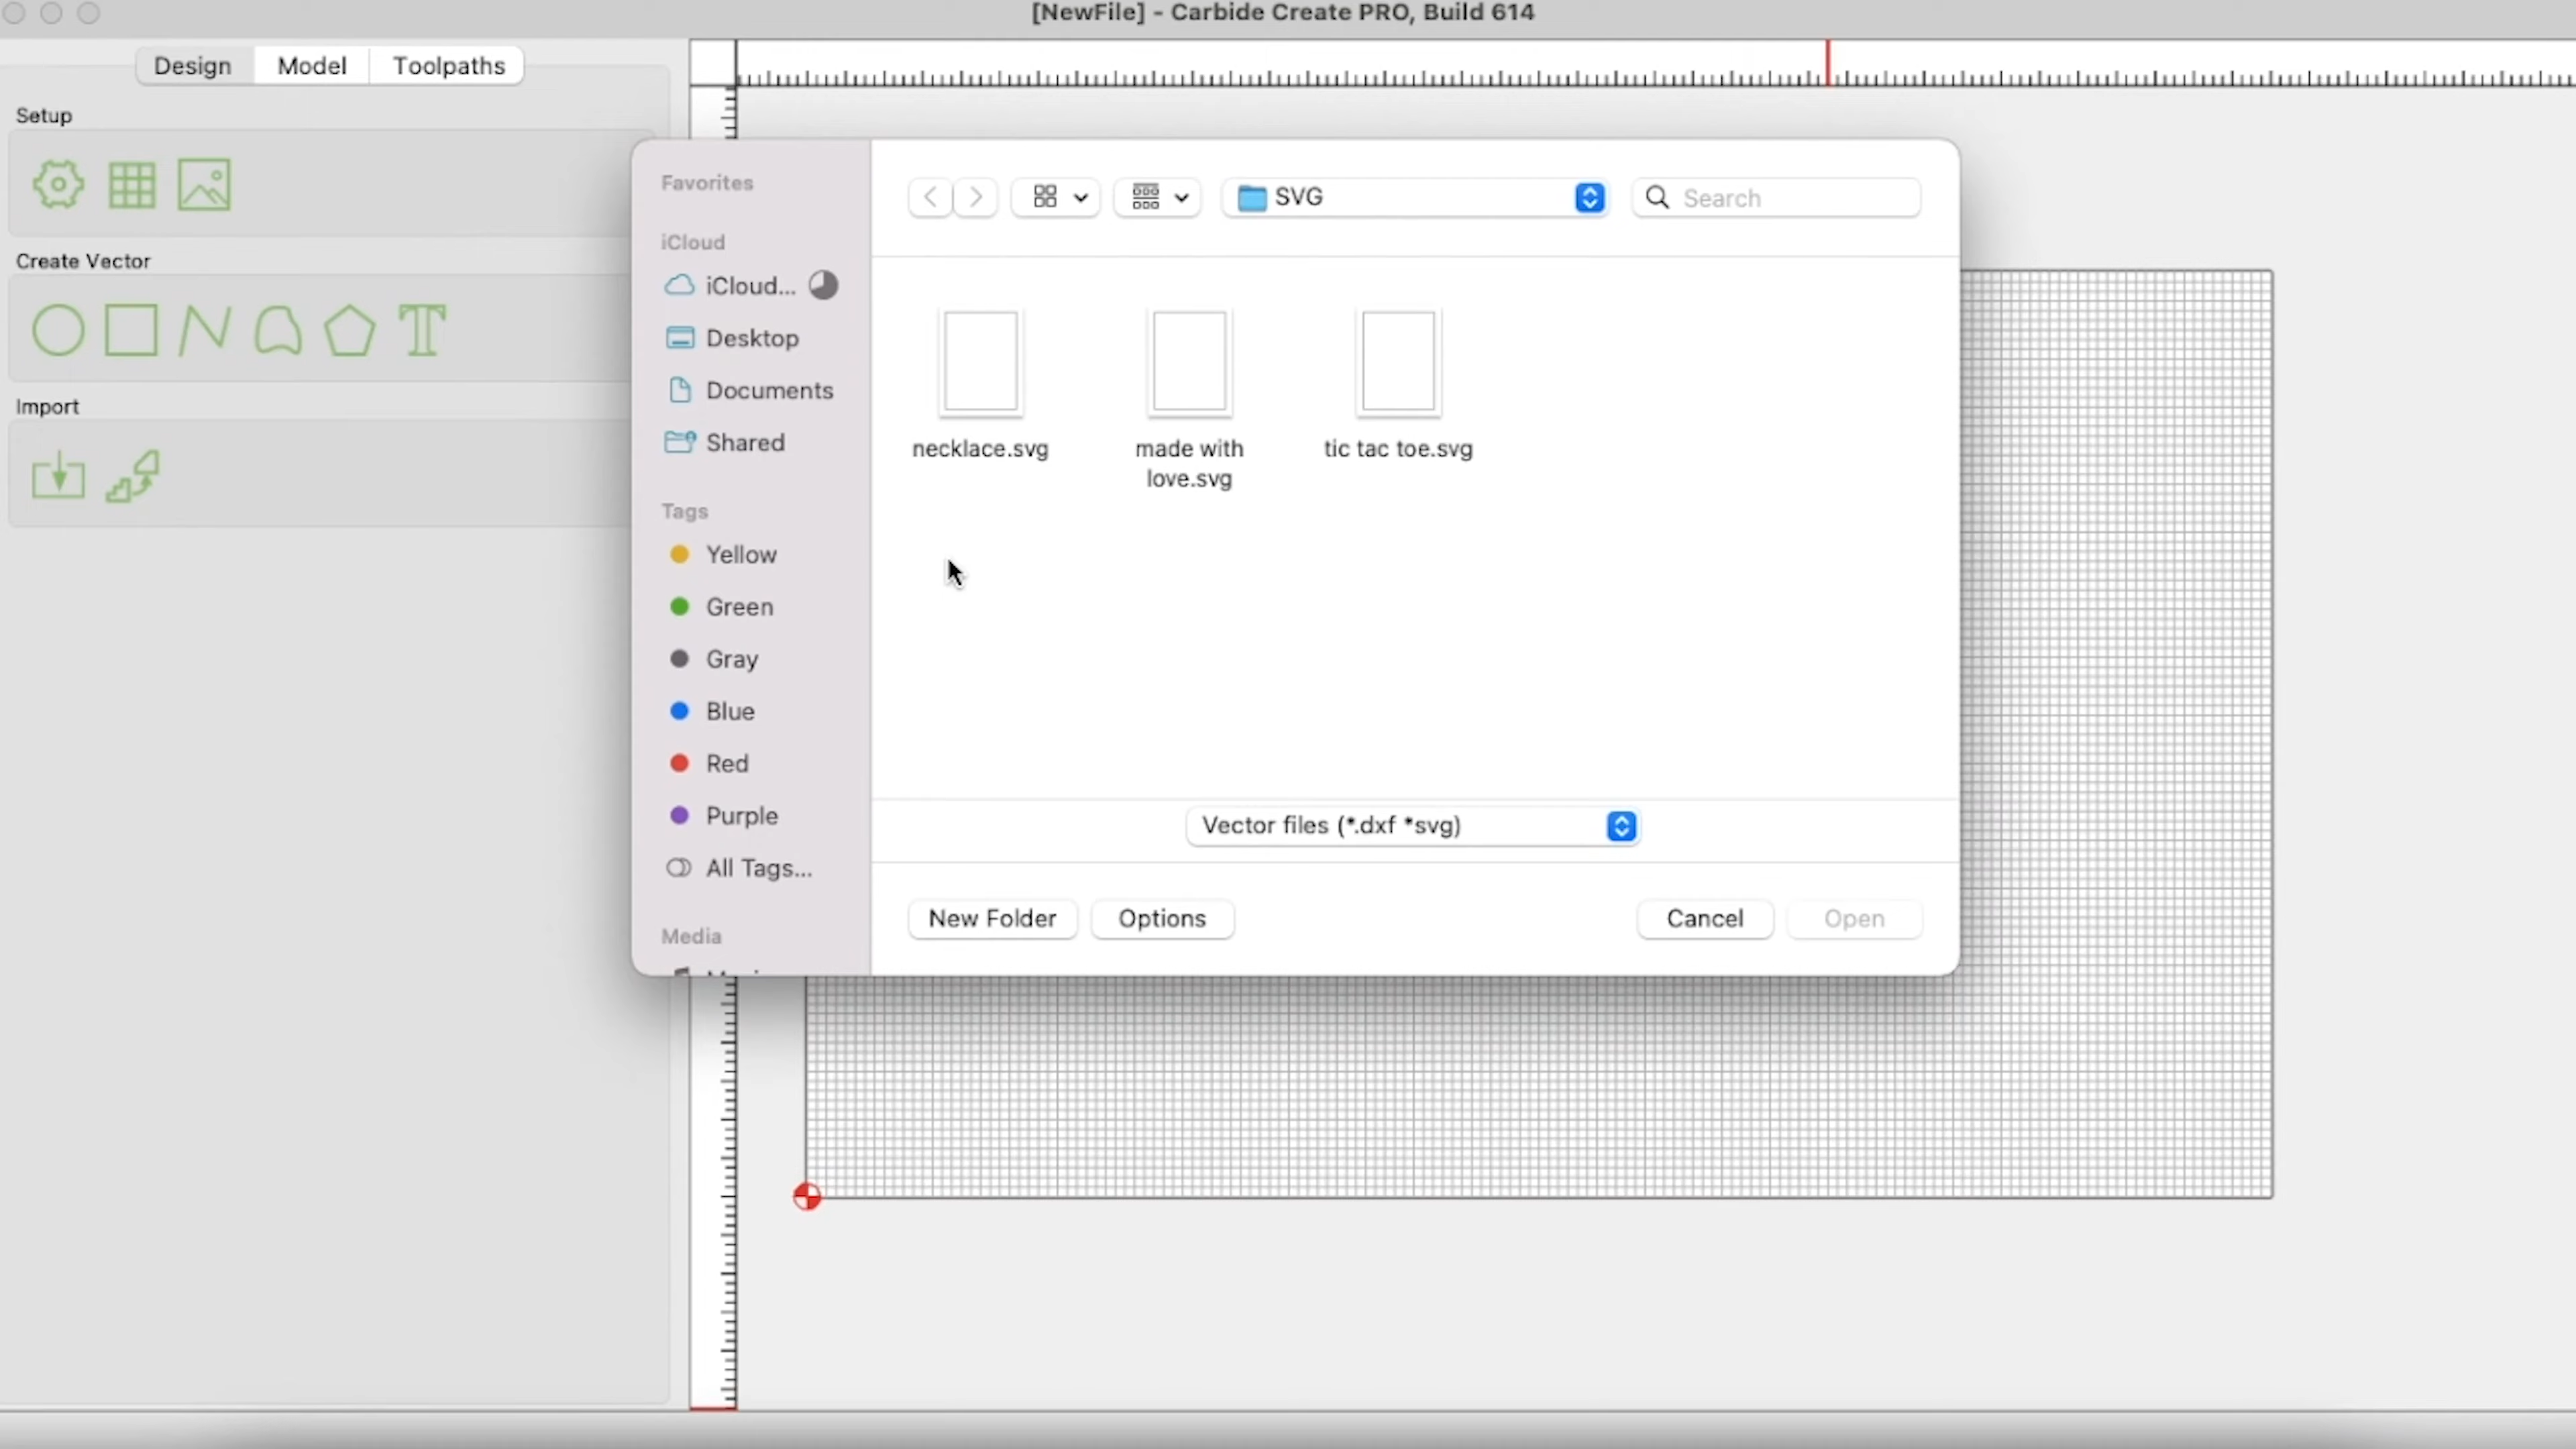 [NewFile] - Carbide Create PRO, Build 614
Design
Model
Toolpaths
Setup
Create Vector
Import
Favorites
iCloud
iCloud...
Desktop
Documents
Shared
Tags
Yellow
Green
Gray
Blue
Red
Purple
All Tags...
Media
SVG
Search
necklace.svg
made with
love.svg
tic tac toe.svg
Vector files (*.dxf *svg)
New Folder
Options
Cancel
Open